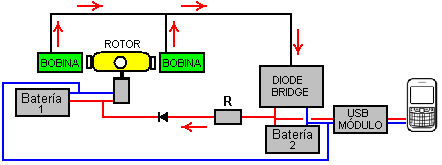 ROTOR
BOBINA
BOBINA
DIODE
BRIDGE
Batería
1
R
Batería
2
USB
MÓDULO